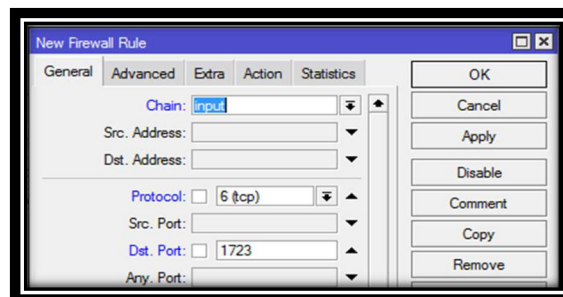 New Firewall Rule
General Advanced Extra Action Statistics
OK
Chain: input
Cancel
Src. Address:
Apply
Dst. Address:
Disable
Protocol: 6 (tcp)
Comment
Src. Port:
Copy
Dst. Port: 1723
Remove
Any. Port: